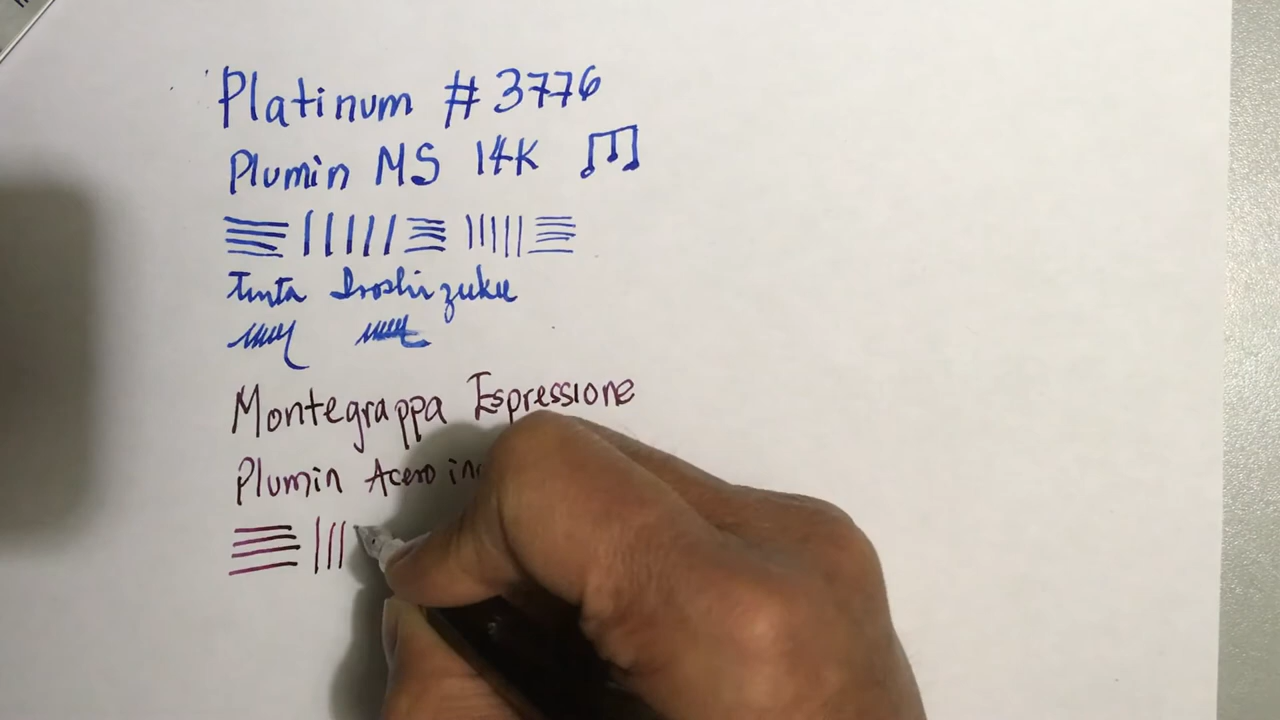 Platinum # 3776
Plumin MS 14K
Tinta Iroshizuku
Montegrappa Espressione
Plumin Acero